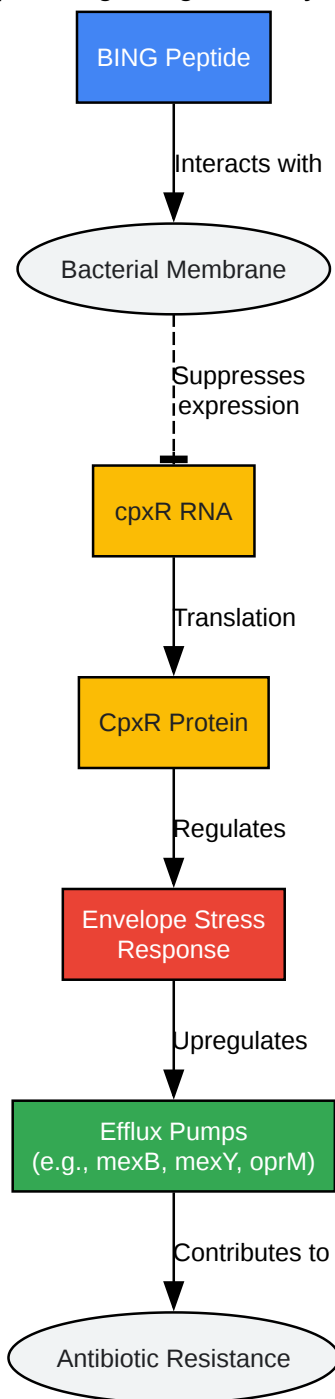 BING Peptide
Interacts with
Bacterial Membrane
Suppresses
expression
cpxR RNA
Translation
CpxR Protein
Regulates
Envelope Stress
Response
Upregulates
Efflux Pumps
(e.g., mexB, mexY, oprM)
Contributes to
Antibiotic Resistance